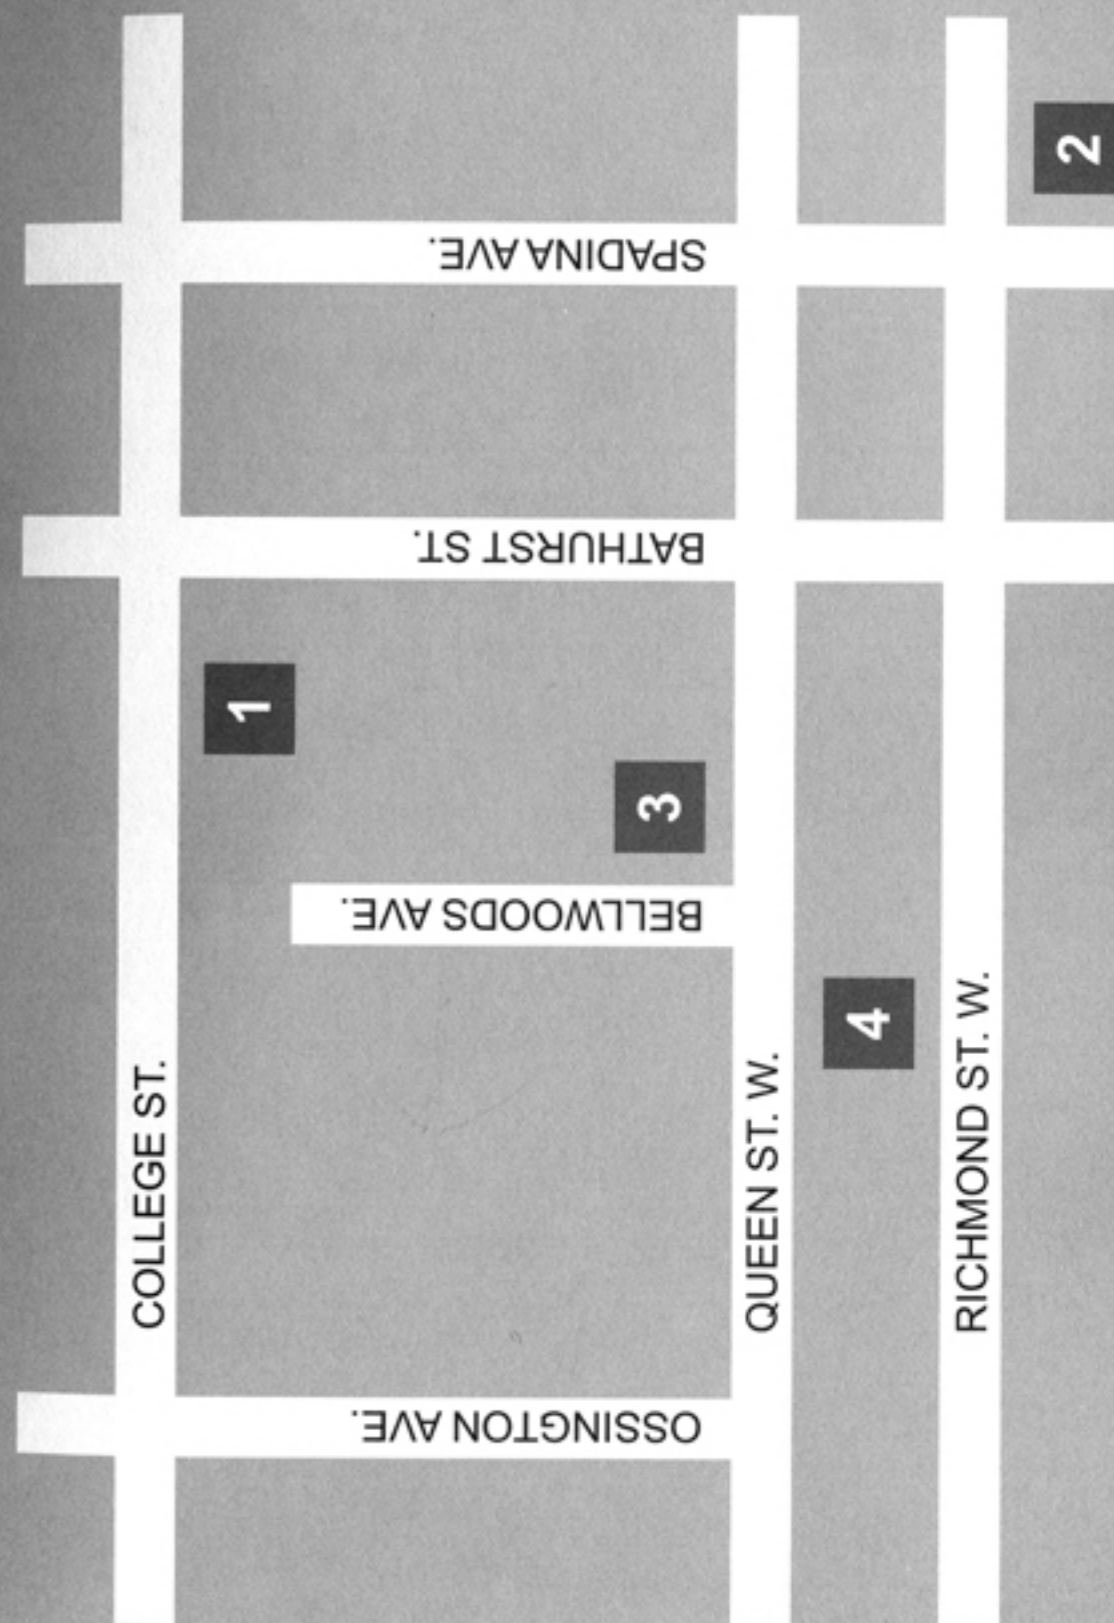 COLLEGE ST.
OSSINGTON AVE.
BELLWOODS AVE.
BATHURST ST.
SPADINA AVE.
1
3
QUEEN ST. W.
4
RICHMOND ST. W.
2